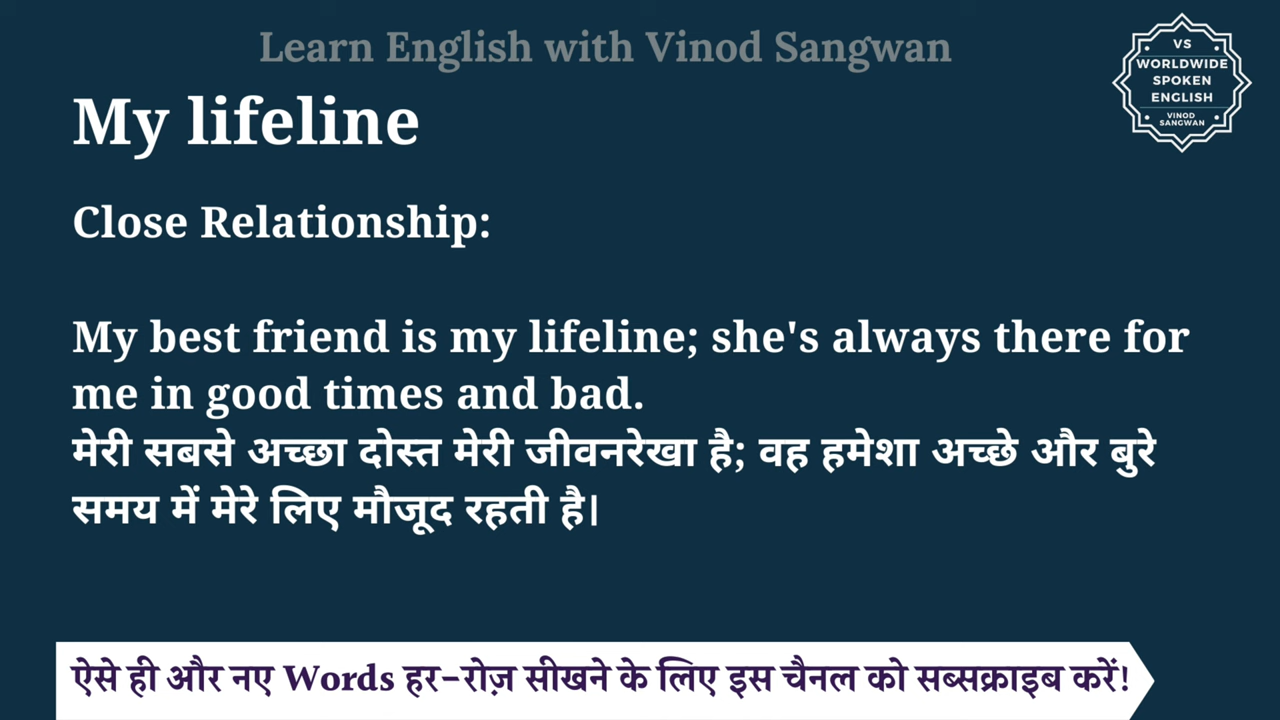 Learn English with Vinod Sangwan
VS
WORLDWIDE
SPOKEN
ENGLISH
VINOD
SANGWAN
My lifeline
Close Relationship:
My best friend is my lifeline; she's always there for
me in good times and bad.
मेरी सबसे अच्छा दोस्त मेरी जीवनरेखा है; वह हमेशा अच्छे और बुरे
समय में मेरे लिए मौजूद रहती है।
ऐसे ही और नए Words हर-रोज़ सीखने के लिए इस चैनल को सब्सक्राइब करें!